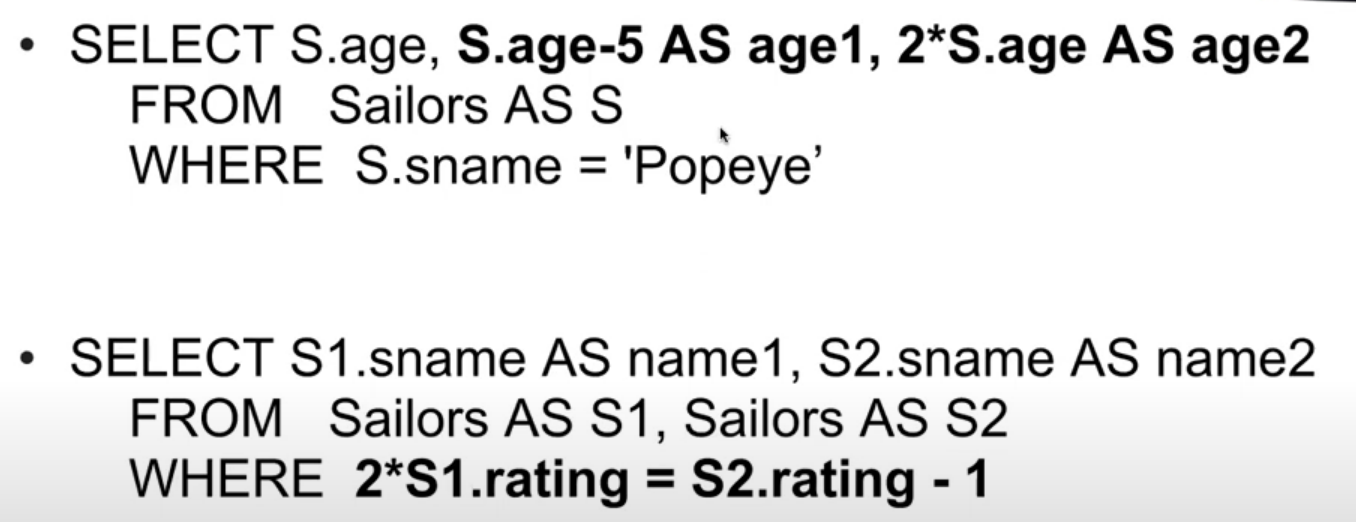 • SELECT S.age, S.age-5 AS age1, 2*S.age AS age2
FROM Sailors AS S
WHERE S.sname = 'Popeye’
• SELECT S1.sname AS name1, S2.sname AS name2
FROM Sailors AS S1, Sailors AS S2
WHERE 2*S1.rating = S2.rating - 1